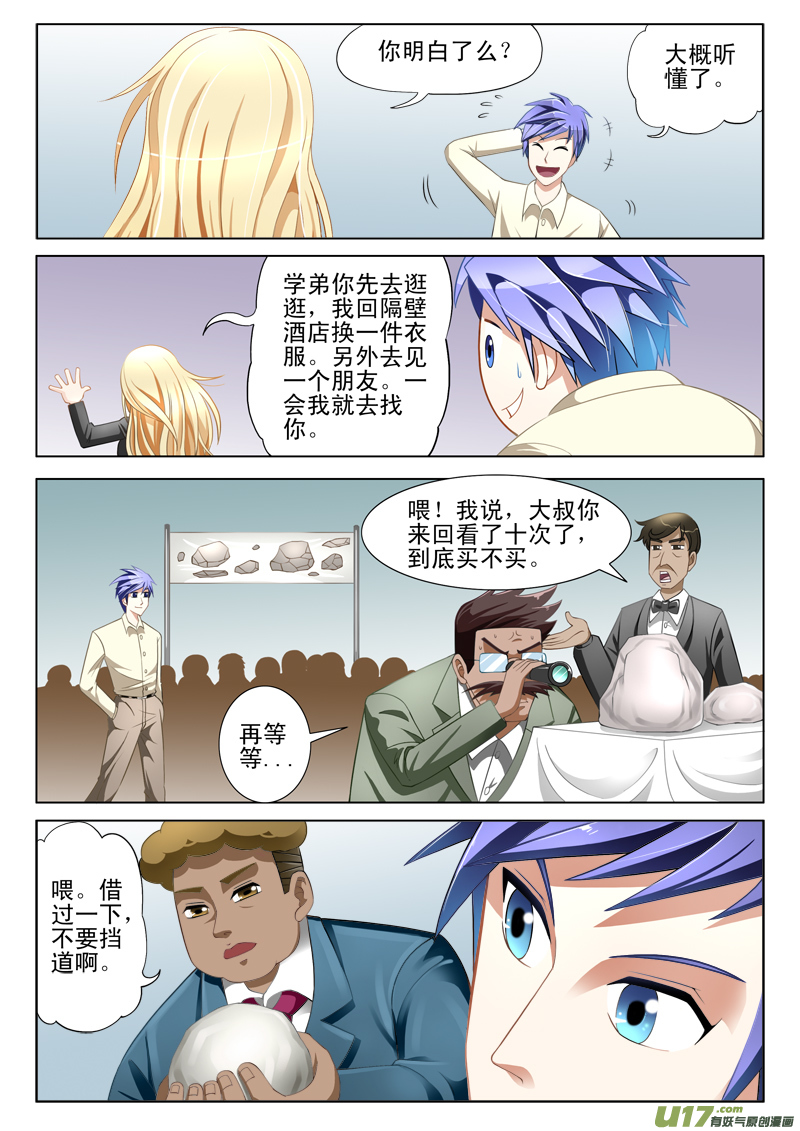 你明白了么？
大概听
懂了。
学弟你先去逛
逛，我回隔壁
酒店换一件衣
服。另外去见
一个朋友。一
会我就去找
你。
喂！我说，大叔你
来回看了十次了，
到底买不买。
再等
等...
喂。借
过一下，
不要挡
道啊。
U17.com
有妖气原创漫画